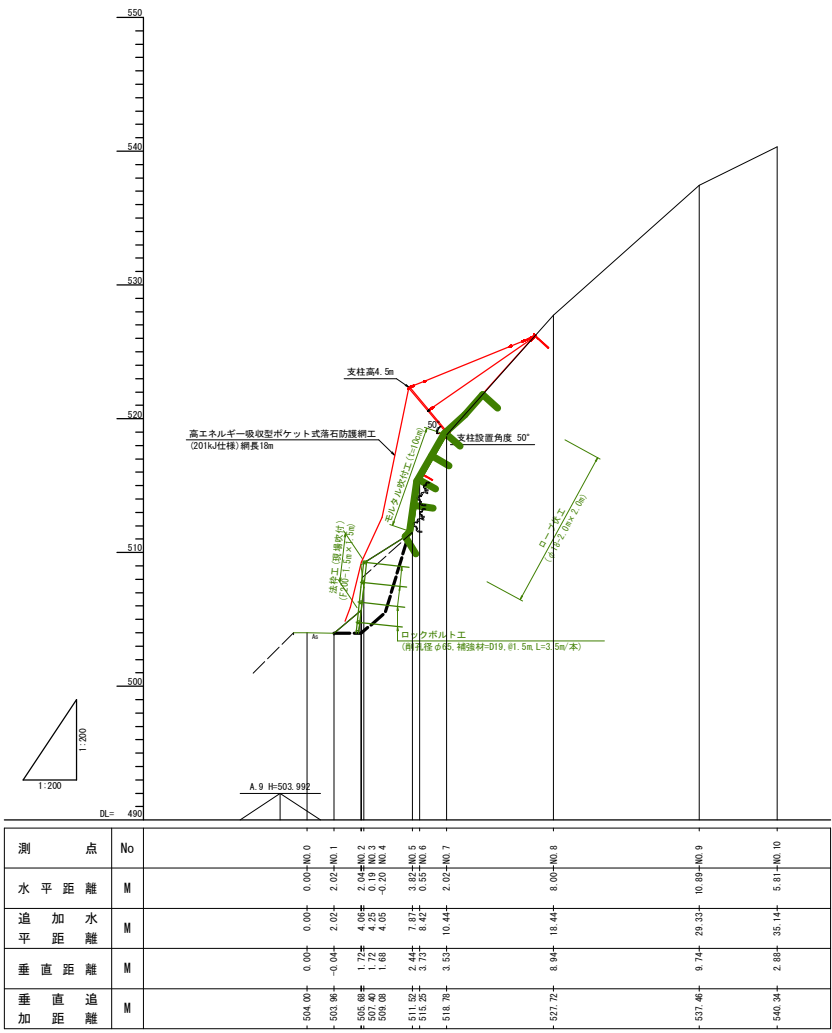 550
540
530
520
510
500
490
DL=
支柱高4.5m
50°
高エネルギー吸収型ポケット式落石防護網工
(201kJ仕様)網長18m
支柱設置角度 50°
モルタル吹付工(t=10cm)
ロープ伏工
(φ18-2.0m×2.0m)
法枠工(現場吹付)
(F200-1.5m×1.5m)
As
ロックボルト工
(削孔径φ65,補強材=D19,@1.5m,L=3.5m/本)
1:200
1:200
A.9 H=503.992
測点 No NO.0 NO.1 NO.2 NO.3 NO.4 NO.5 NO.6 NO.7 NO.8 NO.9 NO.10
水平距離 M 0.00 2.02 2.04 0.19 -0.20 3.82 0.55 2.02 8.00 10.89 5.81
追加水平距離 M 0.00 2.02 4.06 4.25 4.05 7.87 8.42 10.44 18.44 29.33 35.14
垂直距離 M 0.00 -0.04 1.72 1.72 1.68 2.44 3.73 3.53 8.94 9.74 2.88
垂直追加距離 M 504.00 503.96 505.68 507.40 509.08 511.52 515.25 518.78 527.72 537.46 540.34